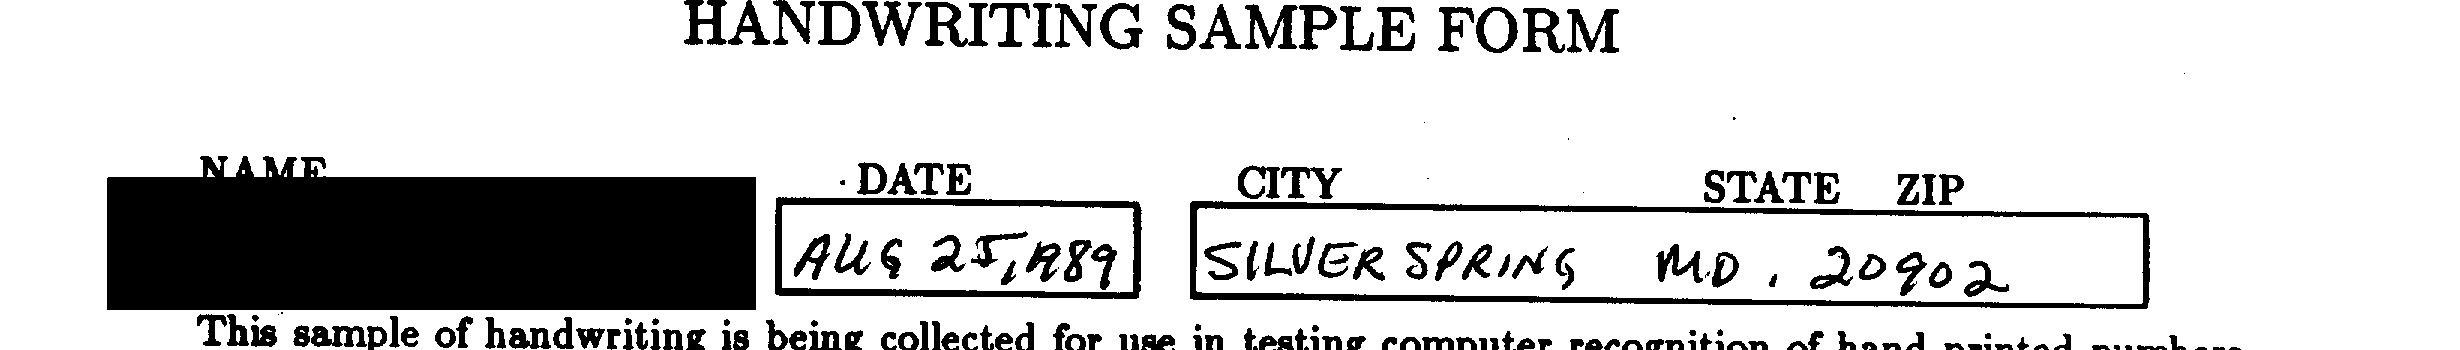 HANDWRITING SAMPLE FORM
NAME DATE CITY STATE ZIP
AUG 25, 1989 SILVER SPRING MD. 20902
This sample of handwriting is being collected for use in testing computer recognition of hand printed numbers